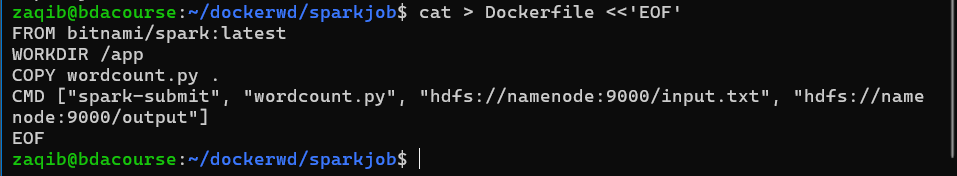 zaqib@bdacourse:~/dockerwd/sparkjob$ cat > Dockerfile <<'EOF'
FROM bitnami/spark:latest
WORKDIR /app
COPY wordcount.py .
CMD ["spark-submit", "wordcount.py", "hdfs://namenode:9000/input.txt", "hdfs://name
node:9000/output"]
EOF
zaqib@bdacourse:~/dockerwd/sparkjob$